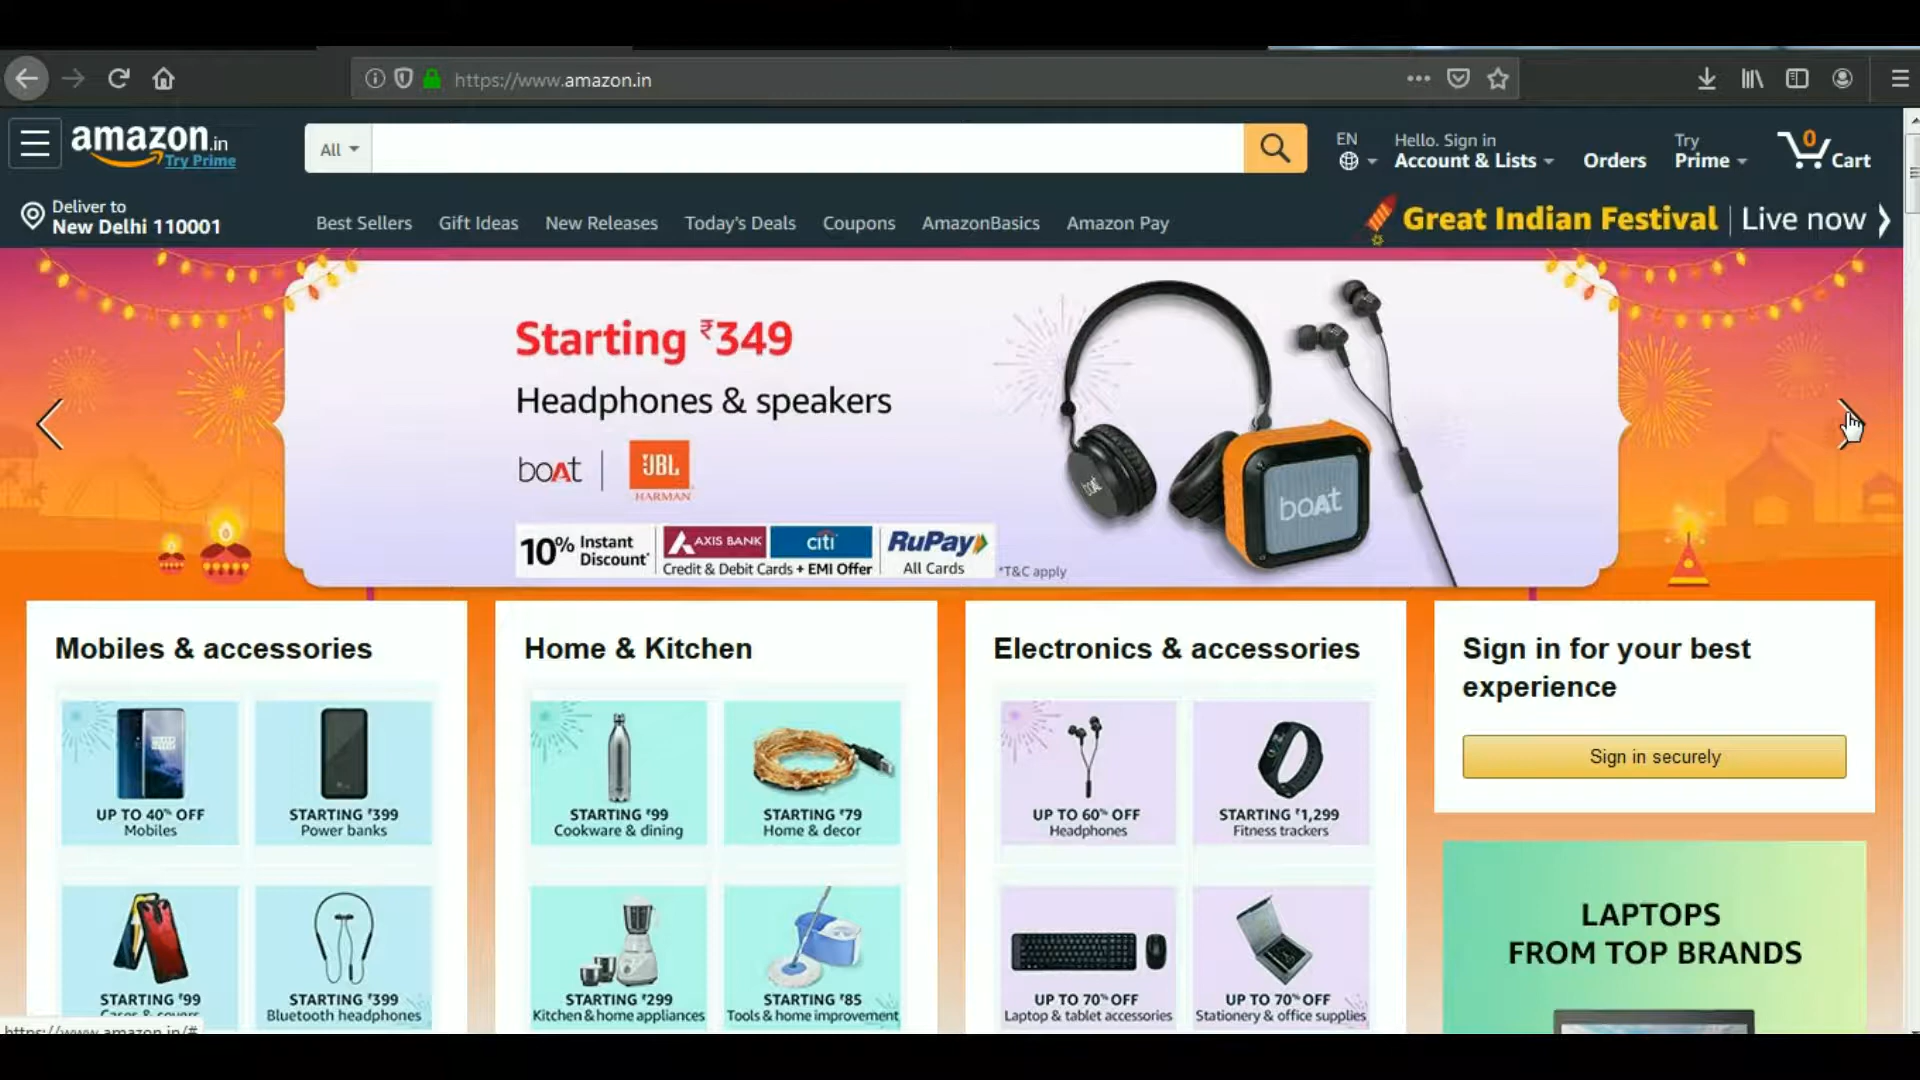 https://www.amazon.in
amazon.in
Try Prime
All
EN
Hello. Sign in
Account & Lists
Orders
Try
Prime
0
Cart
Deliver to
New Delhi 110001
Best Sellers
Gift Ideas
New Releases
Today's Deals
Coupons
AmazonBasics
Amazon Pay
Great Indian Festival | Live now
Starting ₹349
Headphones & speakers
boAt
JBL
HARMAN
10% Instant
Discount*
AXIS BANK
citi
Credit & Debit Cards + EMI Offer
RuPay
All Cards
*T&C apply
boAt
boAt
Mobiles & accessories
UP TO 40% OFF
Mobiles
STARTING ₹399
Power banks
STARTING ₹99
Cases & covers
STARTING ₹399
Bluetooth headphones
Home & Kitchen
STARTING ₹99
Cookware & dining
STARTING ₹79
Home & decor
STARTING ₹299
Kitchen & home appliances
STARTING ₹85
Tools & home improvement
Electronics & accessories
UP TO 60% OFF
Headphones
STARTING ₹1,299
Fitness trackers
UP TO 70% OFF
Laptop & tablet accessories
UP TO 70% OFF
Stationery & office supplies
Sign in for your best
experience
Sign in securely
LAPTOPS
FROM TOP BRANDS
https://www.amazon.in/#